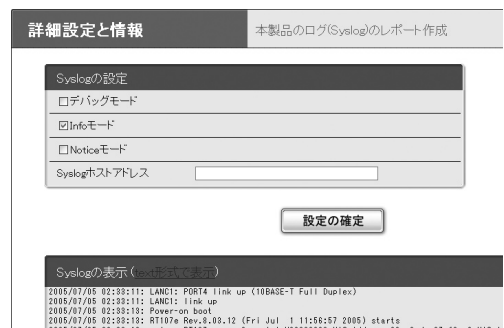 詳細設定と情報
本製品のログ(Syslog)のレポート作成
Syslogの設定
デバッグモード
Infoモード
Noticeモード
Syslogホストアドレス
設定の確定
Syslogの表示(text形式で表示)
2005/07/05 02:33:11: LANC1: PORT4 link up (10BASE-T Full Duplex)
2005/07/05 02:33:11: LANC1: link up
2005/07/05 02:33:13: Power-on boot
2005/07/05 02:33:13: RT107e Rev.8.03.12 (Fri Jul 1 11:56:57 2005) starts